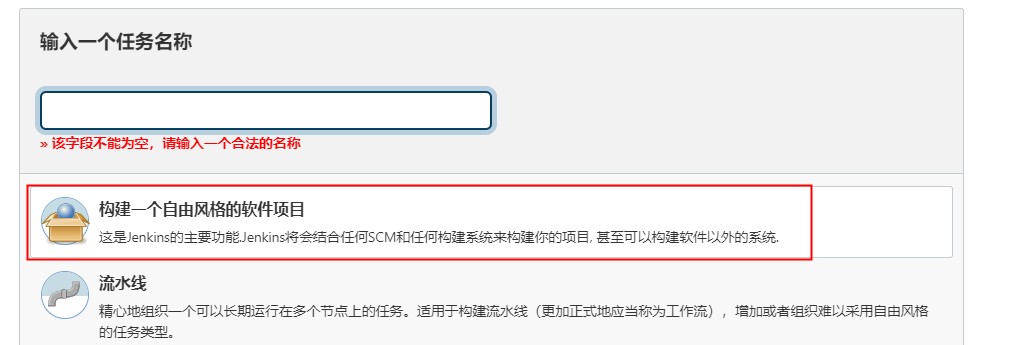 输入一个任务名称
» 该字段不能为空，请输入一个合法的名称
构建一个自由风格的软件项目
这是Jenkins的主要功能.Jenkins将会结合任何SCM和任何构建系统来构建你的项目, 甚至可以构建软件以外的系统.
流水线
精心地组织一个可以长期运行在多个节点上的任务。适用于构建流水线（更加正式地应当称为工作流），增加或者组织难以采用自由风格
的任务类型。